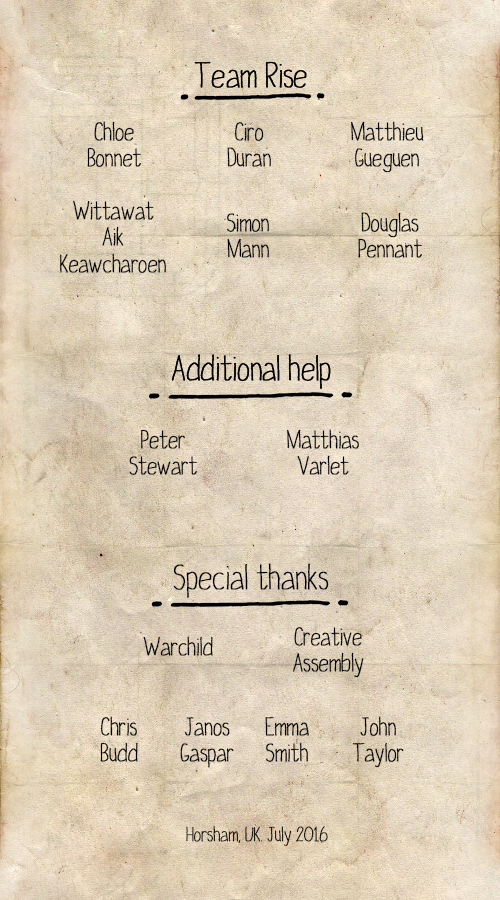 Team Rise
Chloe Ciro Matthieu
Bonnet Duran Gueguen
Wittawat
Aik Simon Douglas
Keawcharoen Mann Pennant
Additional help
Peter Matthias
Stewart Varlet
Special thanks
Warchild Creative
Assembly
Chris Janos Emma John
Budd Gaspar Smith Taylor
Horsham, UK. July 2016